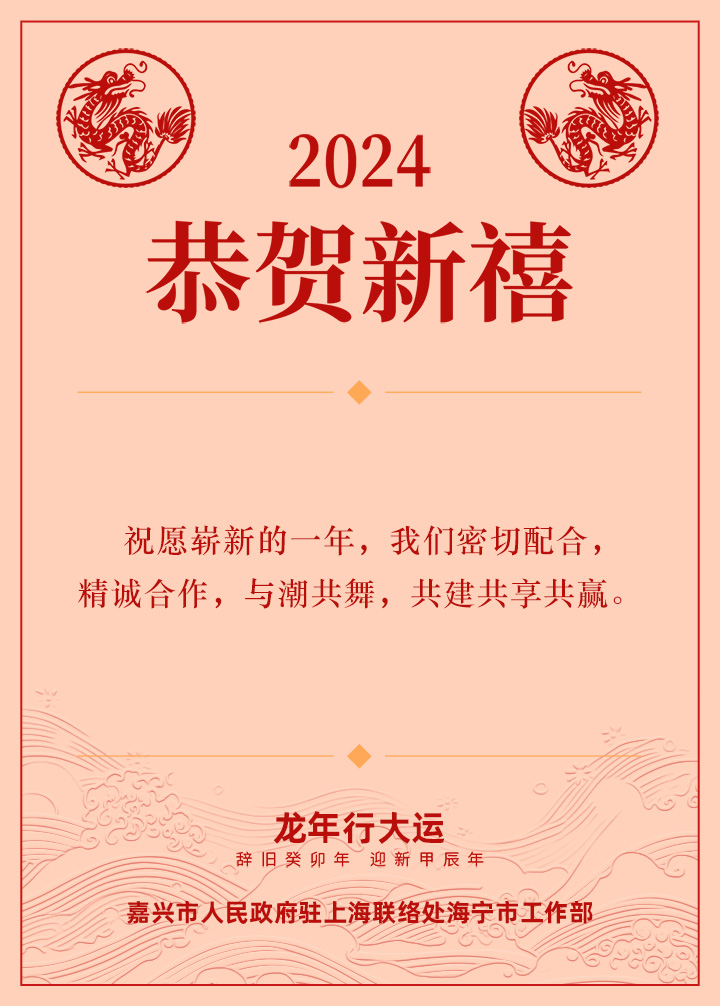 2024
恭贺新禧
祝愿崭新的一年，我们密切配合，
精诚合作，与潮共舞，共建共享共赢。
龙年行大运
辞旧癸卯年 迎新甲辰年
嘉兴市人民政府驻上海联络处海宁市工作部